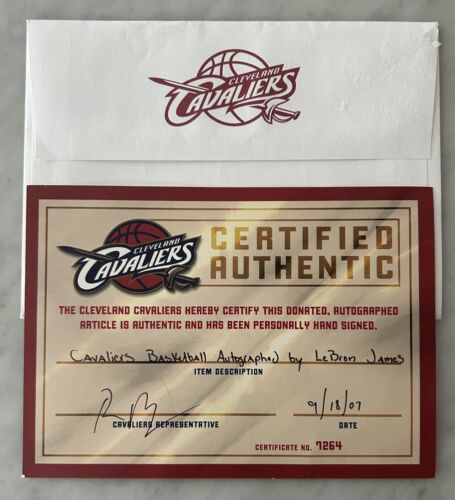 CLEVELAND
CAVALIERS
CLEVELAND
CAVALIERS
CERTIFIED
AUTHENTIC
THE CLEVELAND CAVALIERS HEREBY CERTIFY THIS DONATED, AUTOGRAPHED
ARTICLE IS AUTHENTIC AND HAS BEEN PERSONALLY HAND SIGNED.
Cavaliers Basketball Autographed by LeBron James
ITEM DESCRIPTION
9/18/07
CAVALIERS REPRESENTATIVE DATE
CERTIFICATE NO. 7264